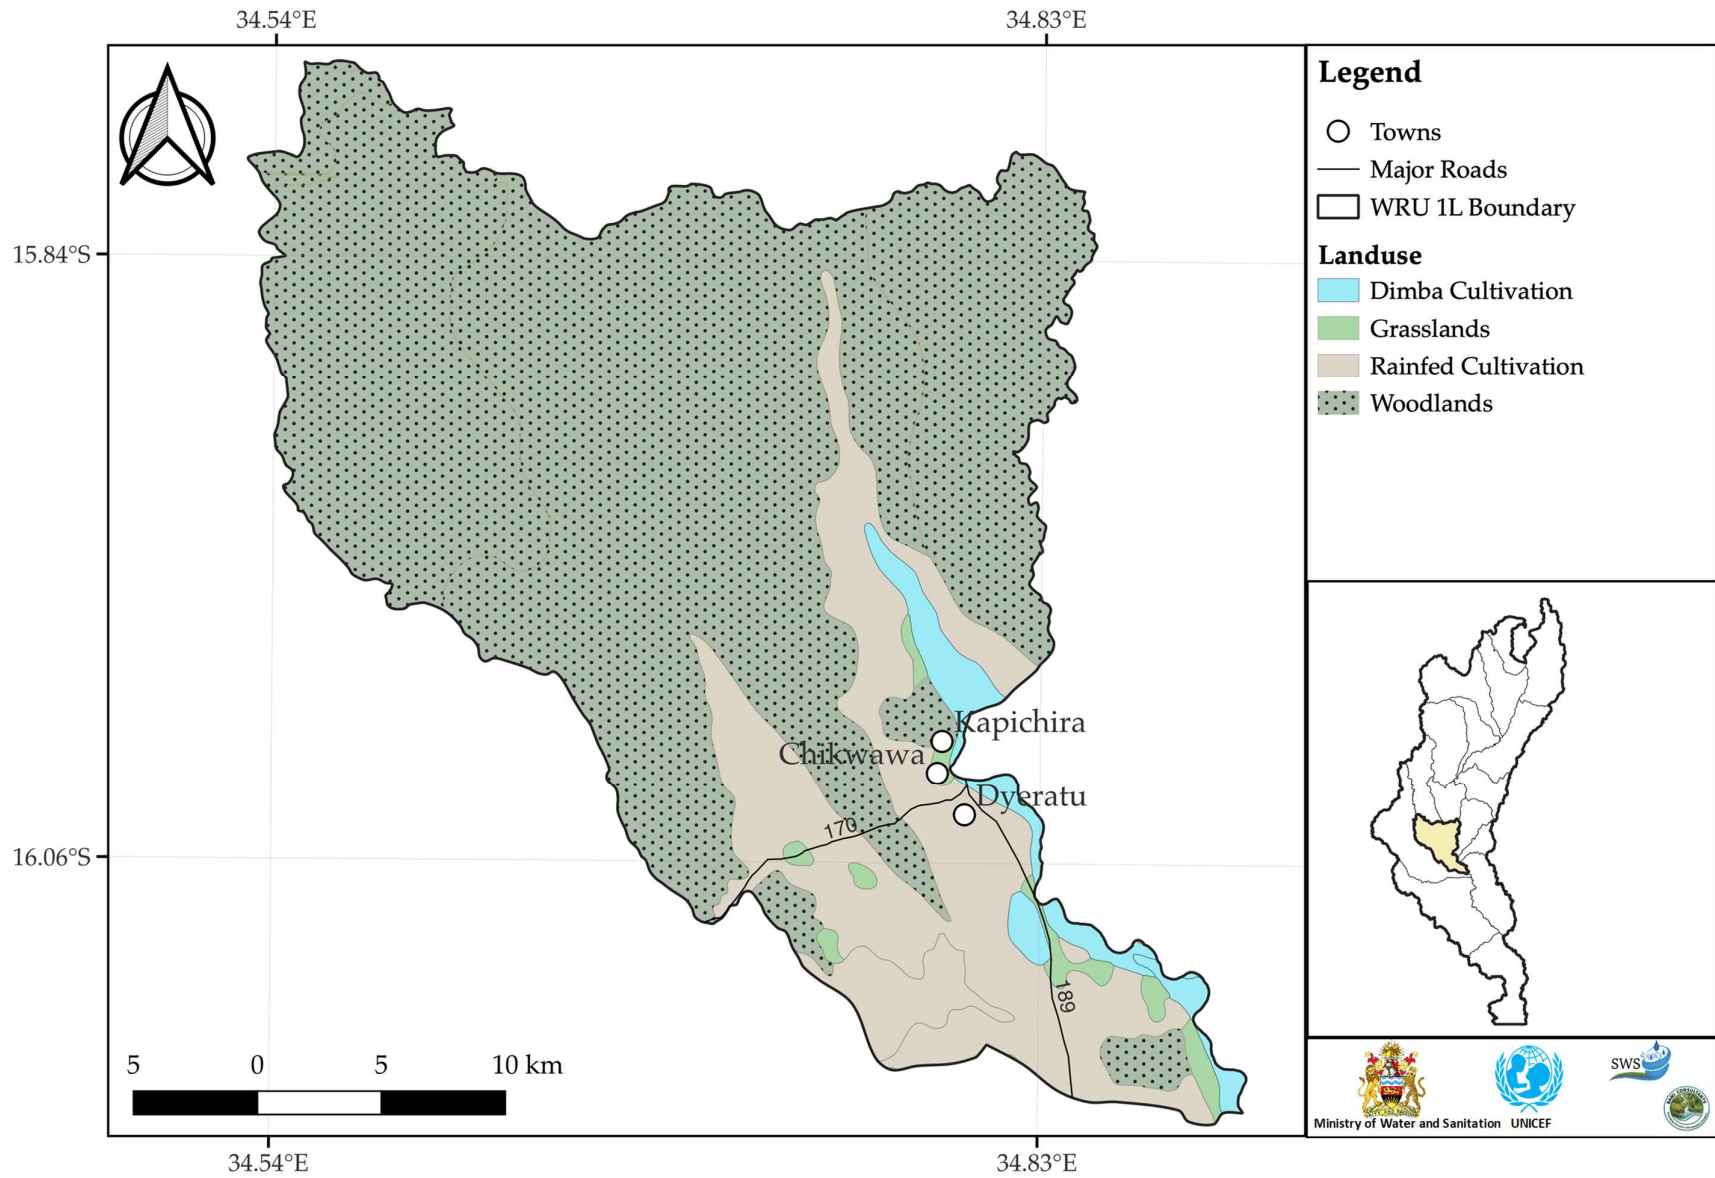 34.54°E
34.83°E
15.84°S
16.06°S
Kapichira
Chikwawa
Dyeratu
170
189
5 0 5 10 km
34.54°E
34.83°E
Legend
Towns
Major Roads
WRU 1L Boundary
Landuse
Dimba Cultivation
Grasslands
Rainfed Cultivation
Woodlands
Ministry of Water and Sanitation
UNICEF
SWS